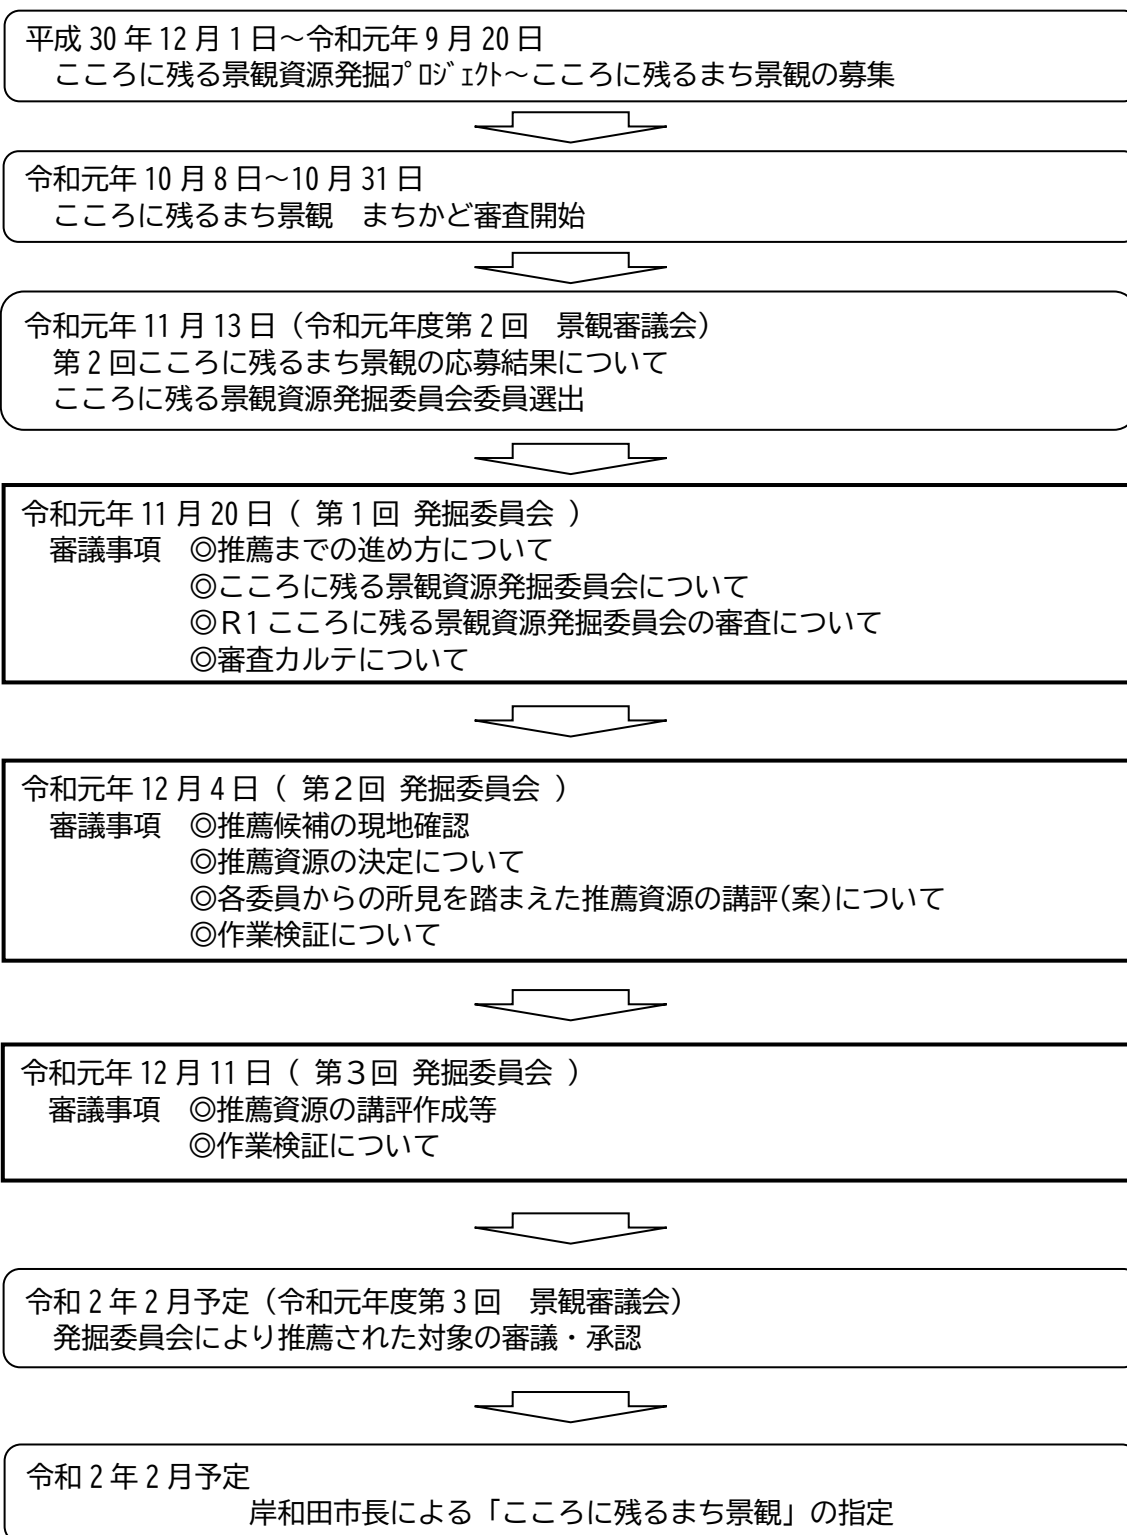 平成 30 年 12 月 1 日～令和元年 9 月 20 日
こころに残る景観資源発掘ﾌﾟﾛｼﾞｪｸﾄ～こころに残るまち景観の募集
令和元年 10 月 8 日～10 月 31 日
こころに残るまち景観　まちかど審査開始
令和元年 11 月 13 日（令和元年度第 2 回　景観審議会）
第 2 回こころに残るまち景観の応募結果について
こころに残る景観資源発掘委員会委員選出
令和元年 11 月 20 日（ 第 1 回 発掘委員会 ）
審議事項　◎推薦までの進め方について
◎こころに残る景観資源発掘委員会について
◎Ｒ1 こころに残る景観資源発掘委員会の審査について
◎審査カルテについて
令和元年 12 月 4 日（ 第２回 発掘委員会 ）
審議事項　◎推薦候補の現地確認
◎推薦資源の決定について
◎各委員からの所見を踏まえた推薦資源の講評(案)について
◎作業検証について
令和元年 12 月 11 日（ 第３回 発掘委員会 ）
審議事項　◎推薦資源の講評作成等
◎作業検証について
令和 2 年 2 月予定（令和元年度第 3 回　景観審議会）
発掘委員会により推薦された対象の審議・承認
令和 2 年 2 月予定
岸和田市長による「こころに残るまち景観」の指定